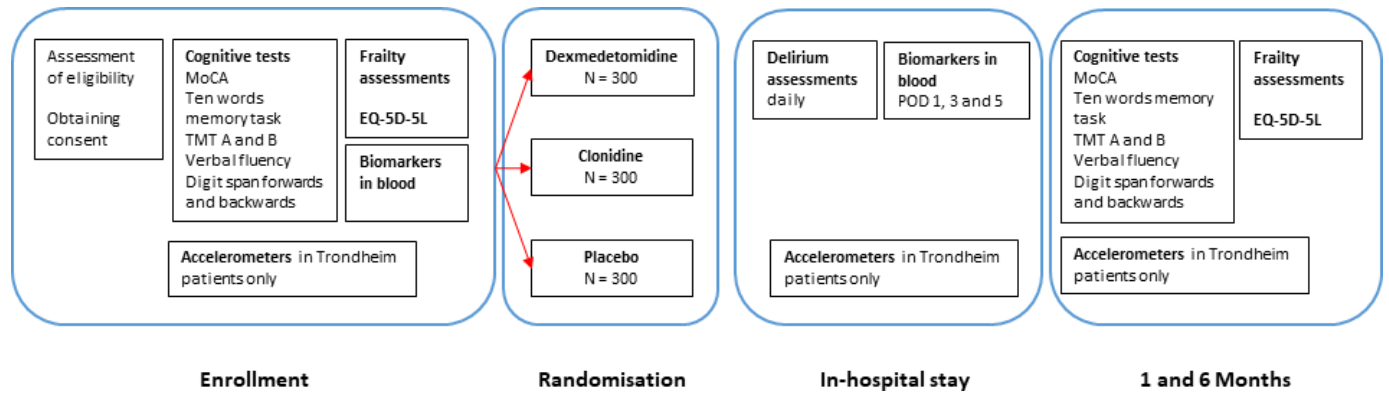 Assessment
of eligibility
Obtaining
consent
Cognitive tests
MoCA
Ten words
memory task
TMT A and B
Verbal fluency
Digit span forwards
and backwards
Frailty
assessments
EQ-5D-5L
Biomarkers
in blood
Accelerometers in Trondheim
patients only
Enrollment
Dexmedetomidine
N = 300
Clonidine
N = 300
Placebo
N = 300
Randomisation
Delirium
assessments
daily
Biomarkers in
blood
POD 1, 3 and 5
Accelerometers in Trondheim
patients only
In-hospital stay
Cognitive tests
MoCA
Ten words memory
task
TMT A and B
Verbal fluency
Digit span forwards
and backwards
Frailty
assessments
EQ-5D-5L
Accelerometers in Trondheim
patients only
1 and 6 Months